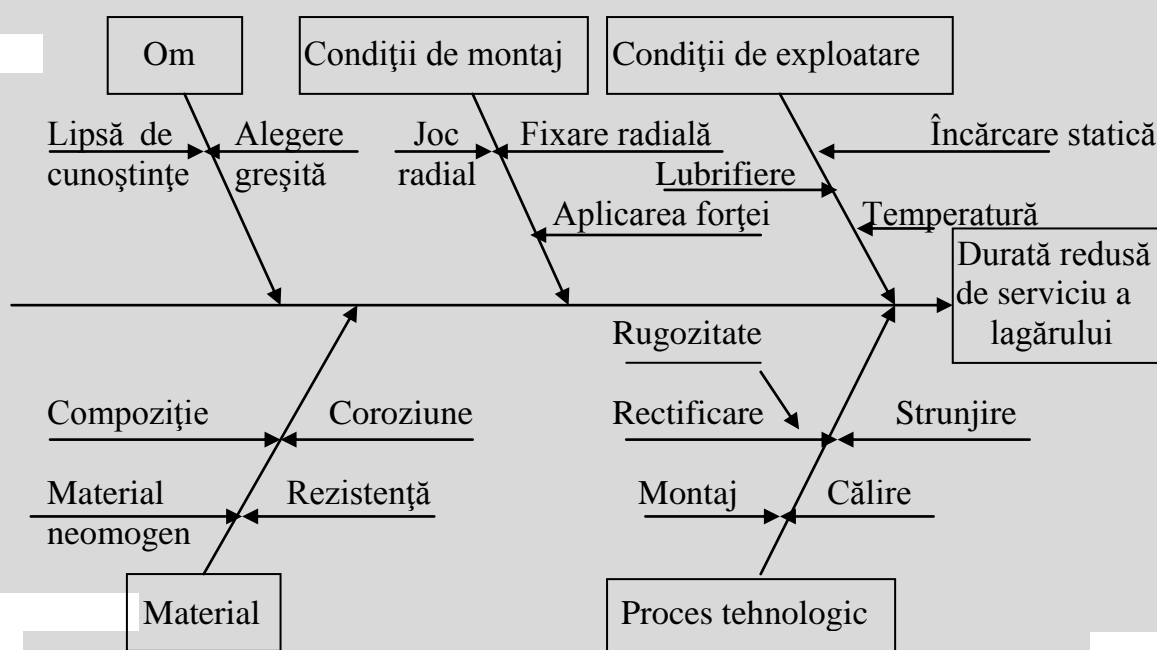 Om
Condiţii de montaj
Condiţii de exploatare
Lipsă de
cunoştinţe
Alegere
greşită
Joc
radial
Fixare radială
Aplicarea forţei
Încărcare statică
Lubrifiere
Temperatură
Durată redusă
de serviciu a
lagărului
Compoziţie
Coroziune
Material
neomogen
Rezistenţă
Rugozitate
Rectificare
Strunjire
Montaj
Călire
Material
Proces tehnologic